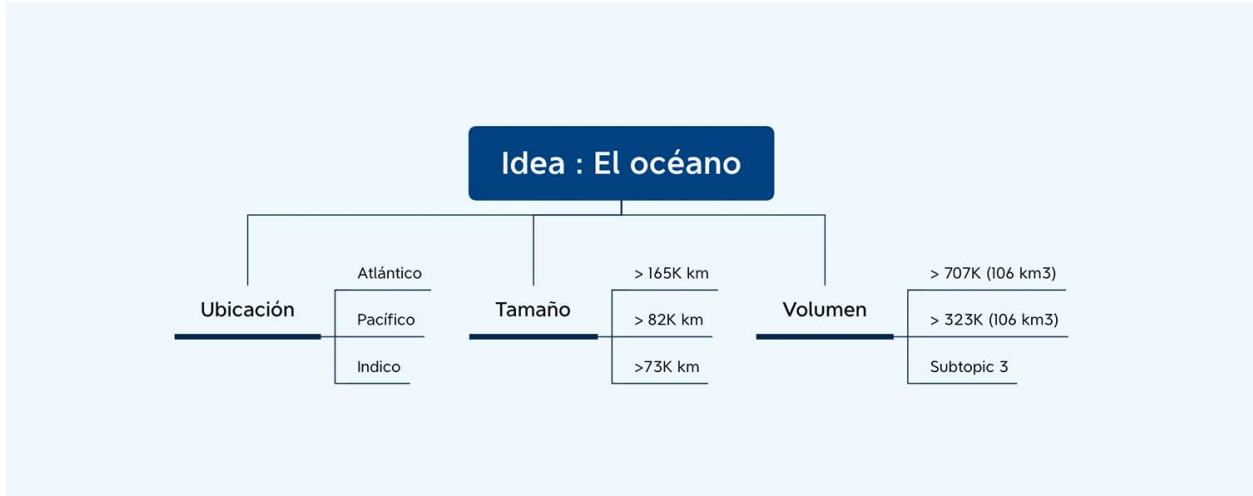 Idea : El océano
Ubicación
Atlántico
Pacífico
Indico
Tamaño
> 165K km
> 82K km
>73K km
Volumen
> 707K (106 km3)
> 323K (106 km3)
Subtopic 3